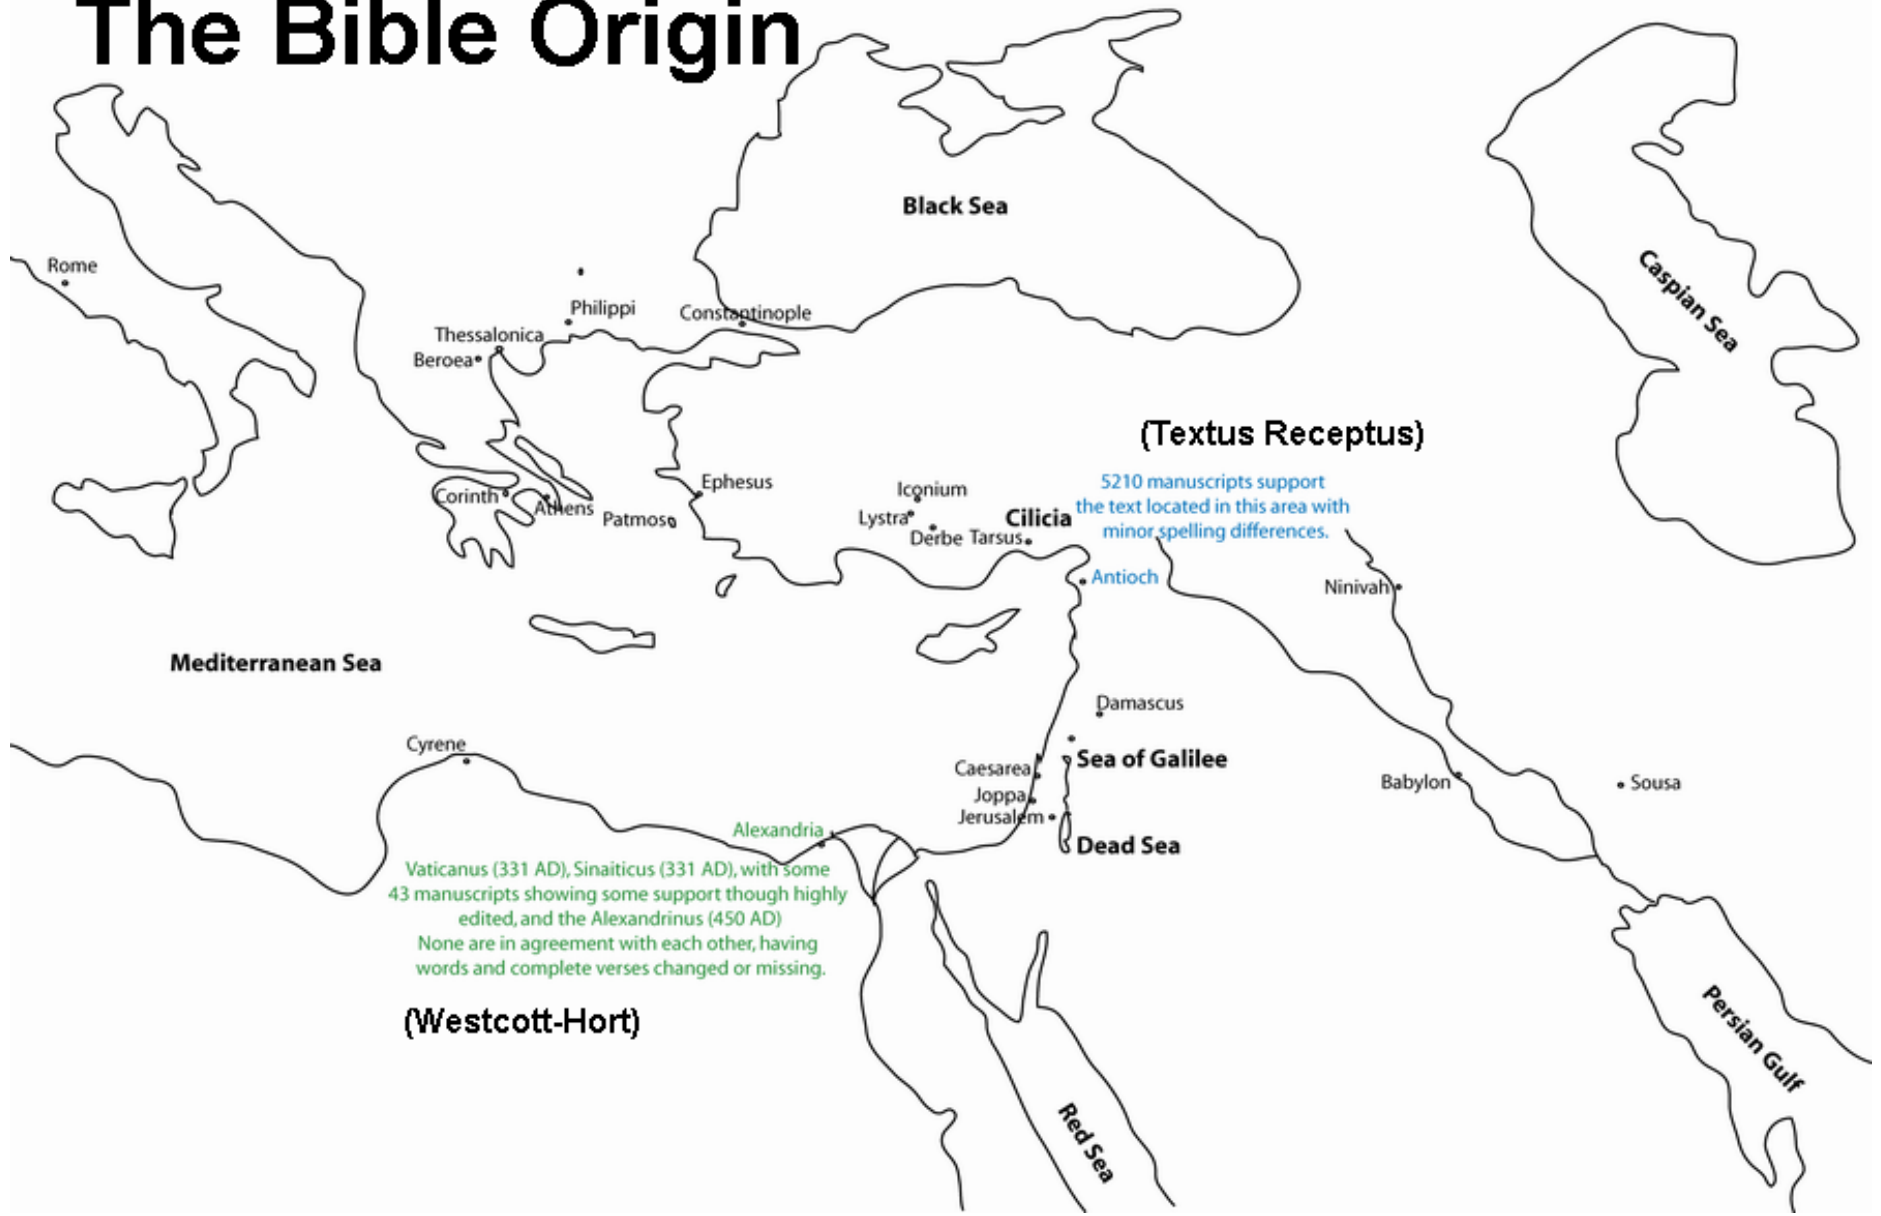 The Bible Origin
Black Sea
Caspian Sea
Rome
Philippi
Constantinople
Thessalonica
Beroea
(Textus Receptus)
5210 manuscripts support
the text located in this area with
minor spelling differences.
Ephesus
Iconium
Corinth
Athens
Patmos
Lystra
Cilicia
Derbe
Tarsus
Antioch
Ninivah
Mediterranean Sea
Damascus
Cyrene
Sea of Galilee
Caesarea
Babylon
Sousa
Joppa
Jerusalem
Alexandria
Dead Sea
Vaticanus (331 AD), Sinaiticus (331 AD), with some
43 manuscripts showing some support though highly
edited, and the Alexandrinus (450 AD)
None are in agreement with each other, having
words and complete verses changed or missing.
(Westcott-Hort)
Persian Gulf
Red Sea